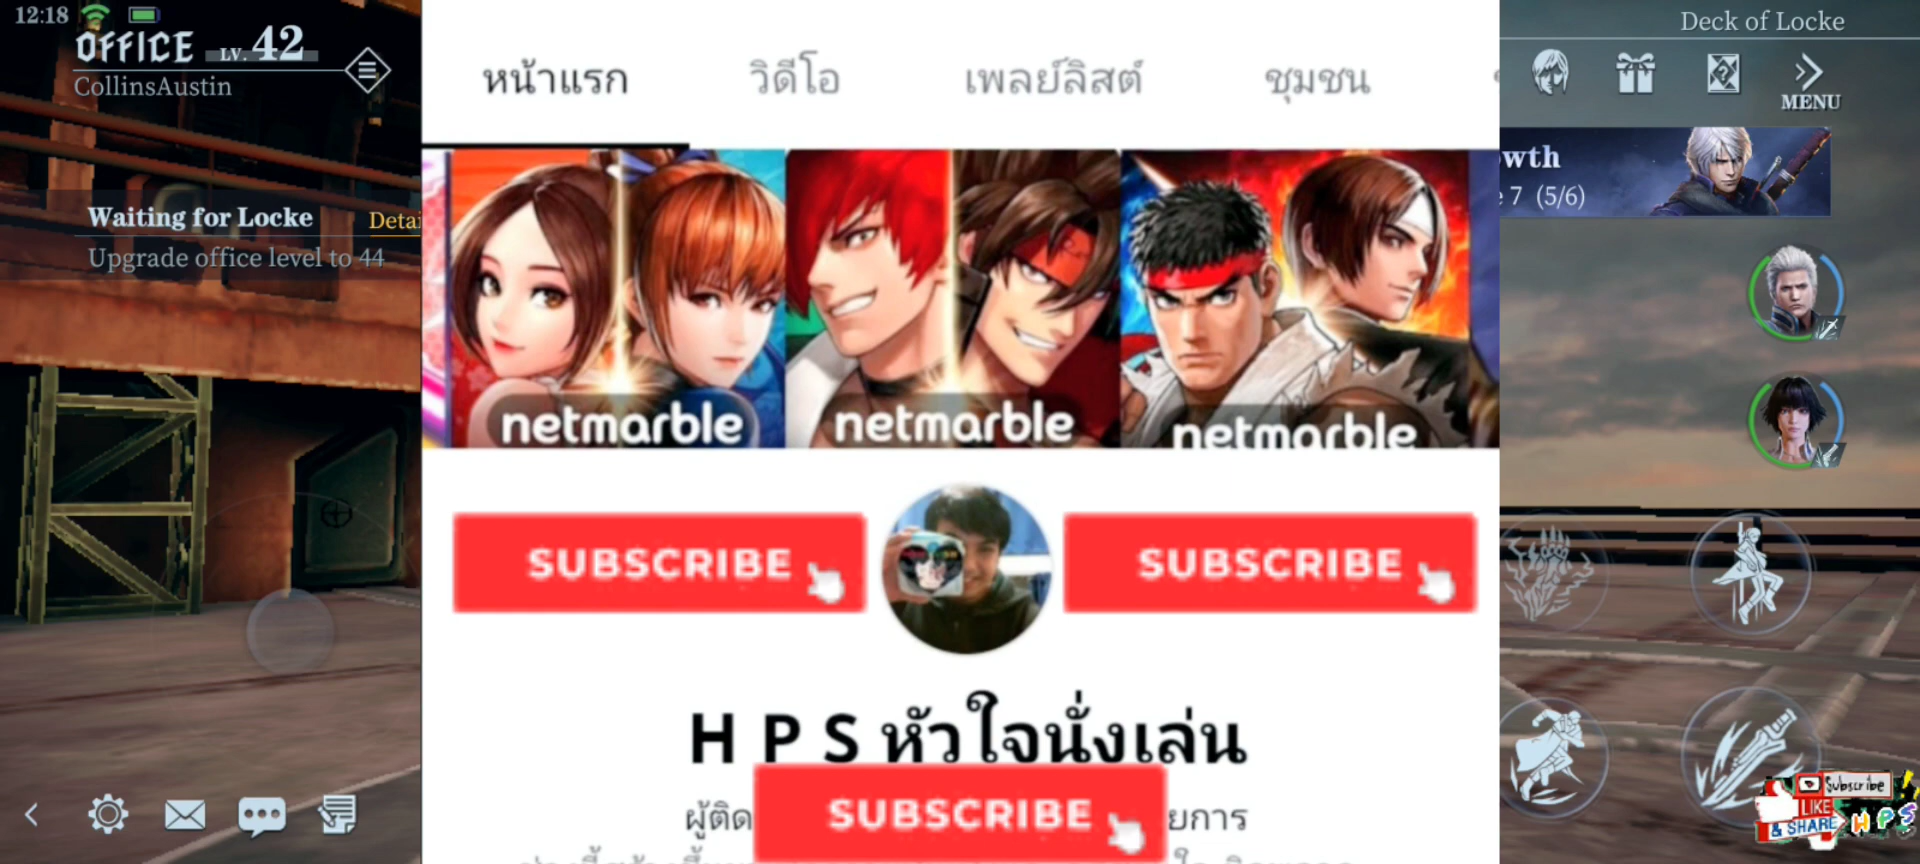 12:18
OFFICE LV. 42
CollinsAustin
Waiting for Locke
Upgrade office level to 44
หน้าแรก วิดีโอ เพลย์ลิสต์ ชุมชน
netmarble netmarble netmarble
SUBSCRIBE SUBSCRIBE
H P S หัวใจนั่งเล่น
SUBSCRIBE
Deck of Locke
MENU
7 (5/6)
Subscribe
LIKE
& SHARE
H P S